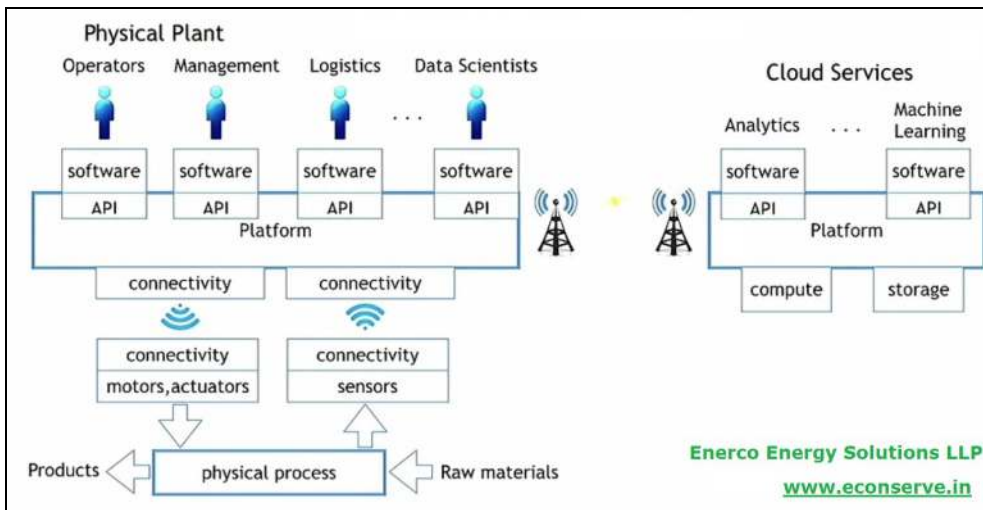 Physical Plant
Operators Management Logistics Data Scientists
. . .
software software software software
API API API API
Platform
connectivity connectivity
connectivity connectivity
motors,actuators sensors
Products physical process Raw materials
Cloud Services
Analytics . . . Machine
Learning
software software
API API
Platform
compute storage
Enerco Energy Solutions LLP
www.econserve.in